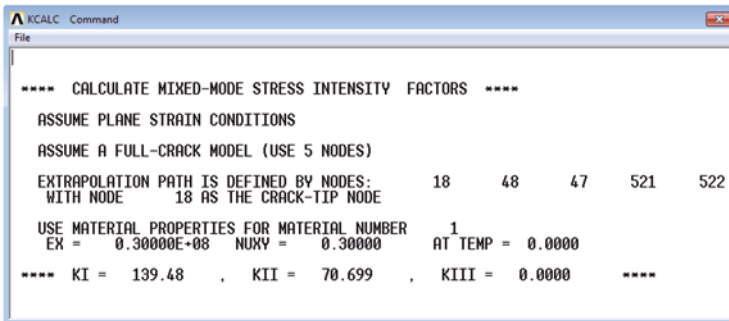 KCALC Command
File
**** CALCULATE MIXED-MODE STRESS INTENSITY FACTORS ****
ASSUME PLANE STRAIN CONDITIONS
ASSUME A FULL-CRACK MODEL (USE 5 NODES)
EXTRAPOLATION PATH IS DEFINED BY NODES: 18 48 47 521 522
WITH NODE 18 AS THE CRACK-TIP NODE
USE MATERIAL PROPERTIES FOR MATERIAL NUMBER 1
EX = 0.30000E+08 NUXY = 0.30000 AT TEMP = 0.0000
**** KI = 139.48 , KII = 70.699 , KIII = 0.0000 ****